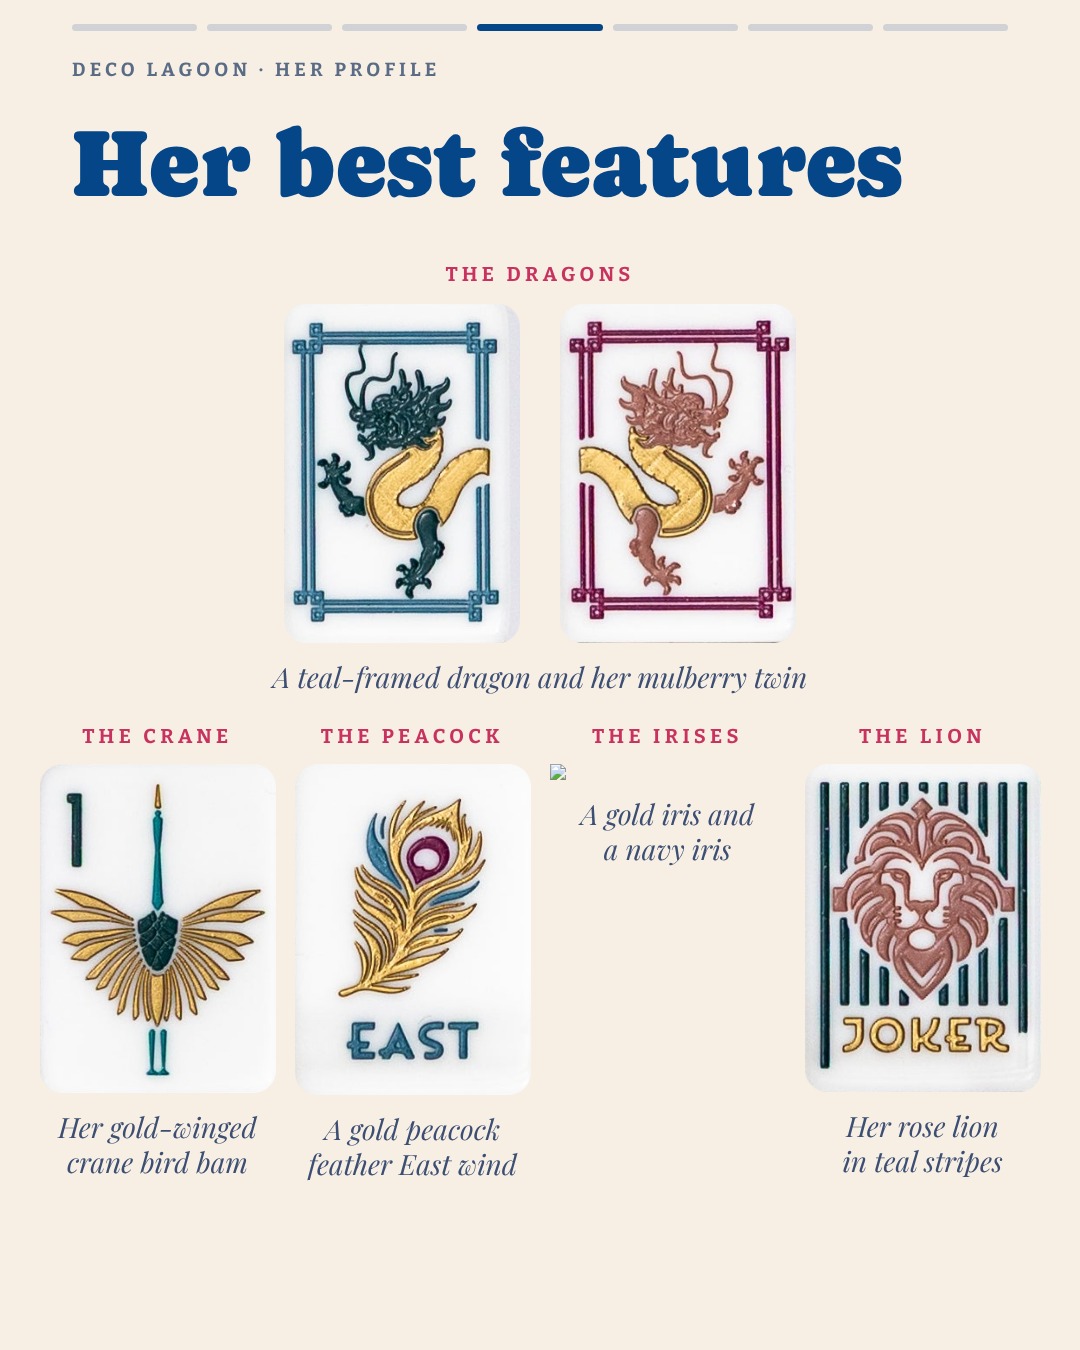 DECO LAGOON · HER PROFILE
Her best features
THE DRAGONS
A teal-framed dragon and her mulberry twin
THE CRANE
1
Her gold-winged
crane bird bam
THE PEACOCK
EAST
A gold peacock
feather East wind
THE IRISES
A gold iris and
a navy iris
THE LION
JOKER
Her rose lion
in teal stripes